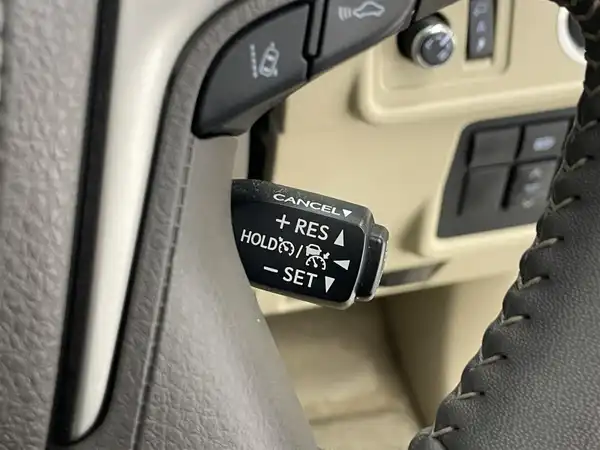 CANCEL▼
+ RES ▲
HOLD / ◀
− SET ▼